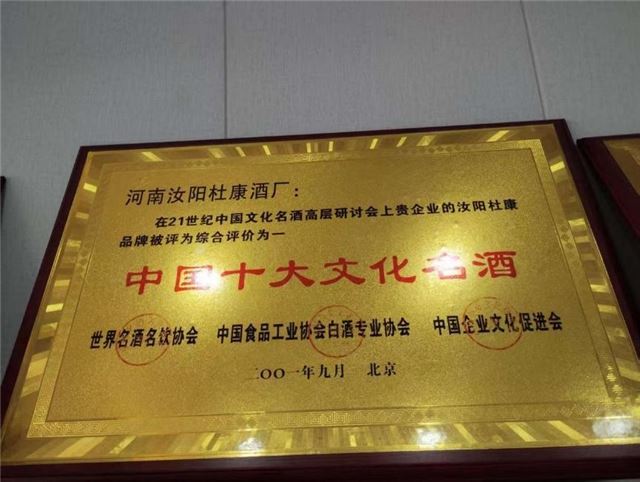 河南汝阳杜康酒厂：
在21世纪中国文化名酒高层研讨会上贵企业的汝阳杜康
品牌被评为综合评价为一
中国十大文化名酒
世界名酒名饮协会 中国食品工业协会白酒专业协会 中国企业文化促进会
二〇〇一年九月 北京